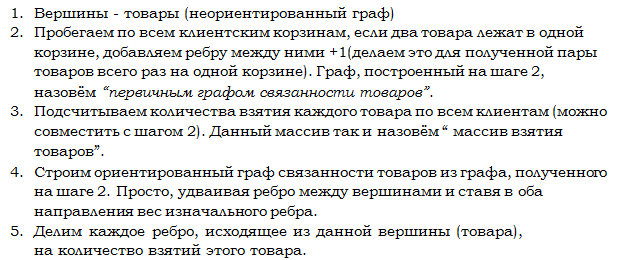 1. Вершины - товары (неориентированный граф)
2. Пробегаем по всем клиентским корзинам, если два товара лежат в одной
корзине, добавляем ребру между ними +1(делаем это для полученной пары
товаров всего раз на одной корзине). Граф, построенный на шаге 2,
назовём “первичным графом связанности товаров”.
3. Подсчитываем количества взятия каждого товара по всем клиентам (можно
совместить с шагом 2). Данный массив так и назовём “ массив взятия
товаров”.
4. Строим ориентированный граф связанности товаров из графа, полученного
на шаге 2. Просто, удваивая ребро между вершинами и ставя в оба
направления вес изначального ребра.
5. Делим каждое ребро, исходящее из данной вершины (товара),
на количество взятий этого товара.